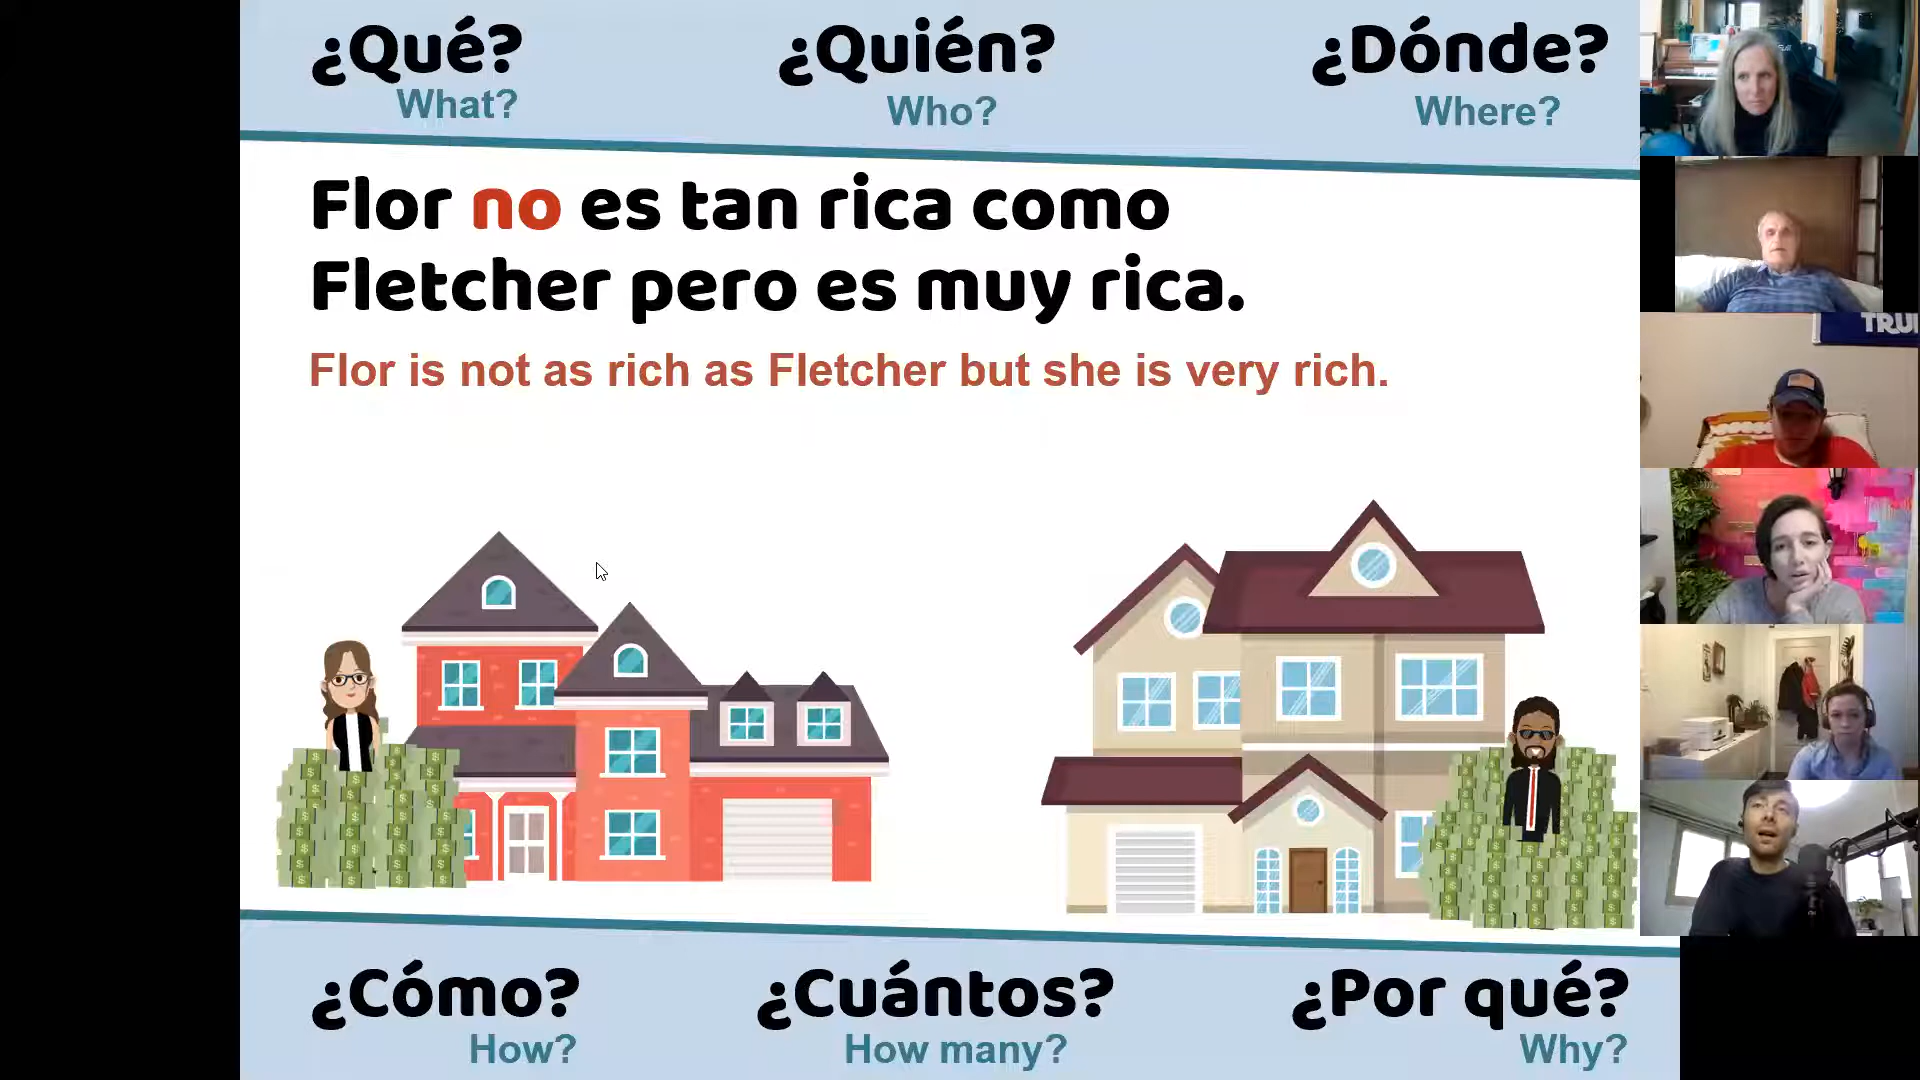 ¿Qué?
What?
¿Quién?
Who?
¿Dónde?
Where?
Flor no es tan rica como
Fletcher pero es muy rica.
Flor is not as rich as Fletcher but she is very rich.
¿Cómo?
How?
¿Cuántos?
How many?
¿Por qué?
Why?